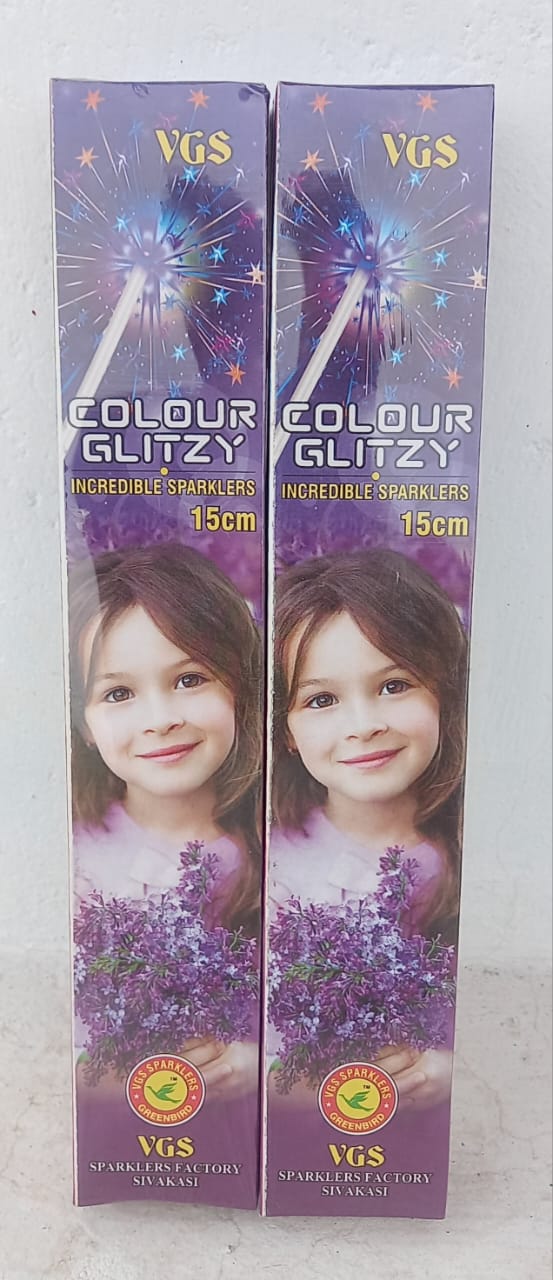 VGS
COLOUR
GLITZY
INCREDIBLE SPARKLERS
15cm
VGS SPARKLERS
TM
GREENBIRD
VGS
SPARKLERS FACTORY
SIVAKASI
VGS
COLOUR
GLITZY
INCREDIBLE SPARKLERS
15cm
VGS SPARKLERS
TM
GREENBIRD
VGS
SPARKLERS FACTORY
SIVAKASI